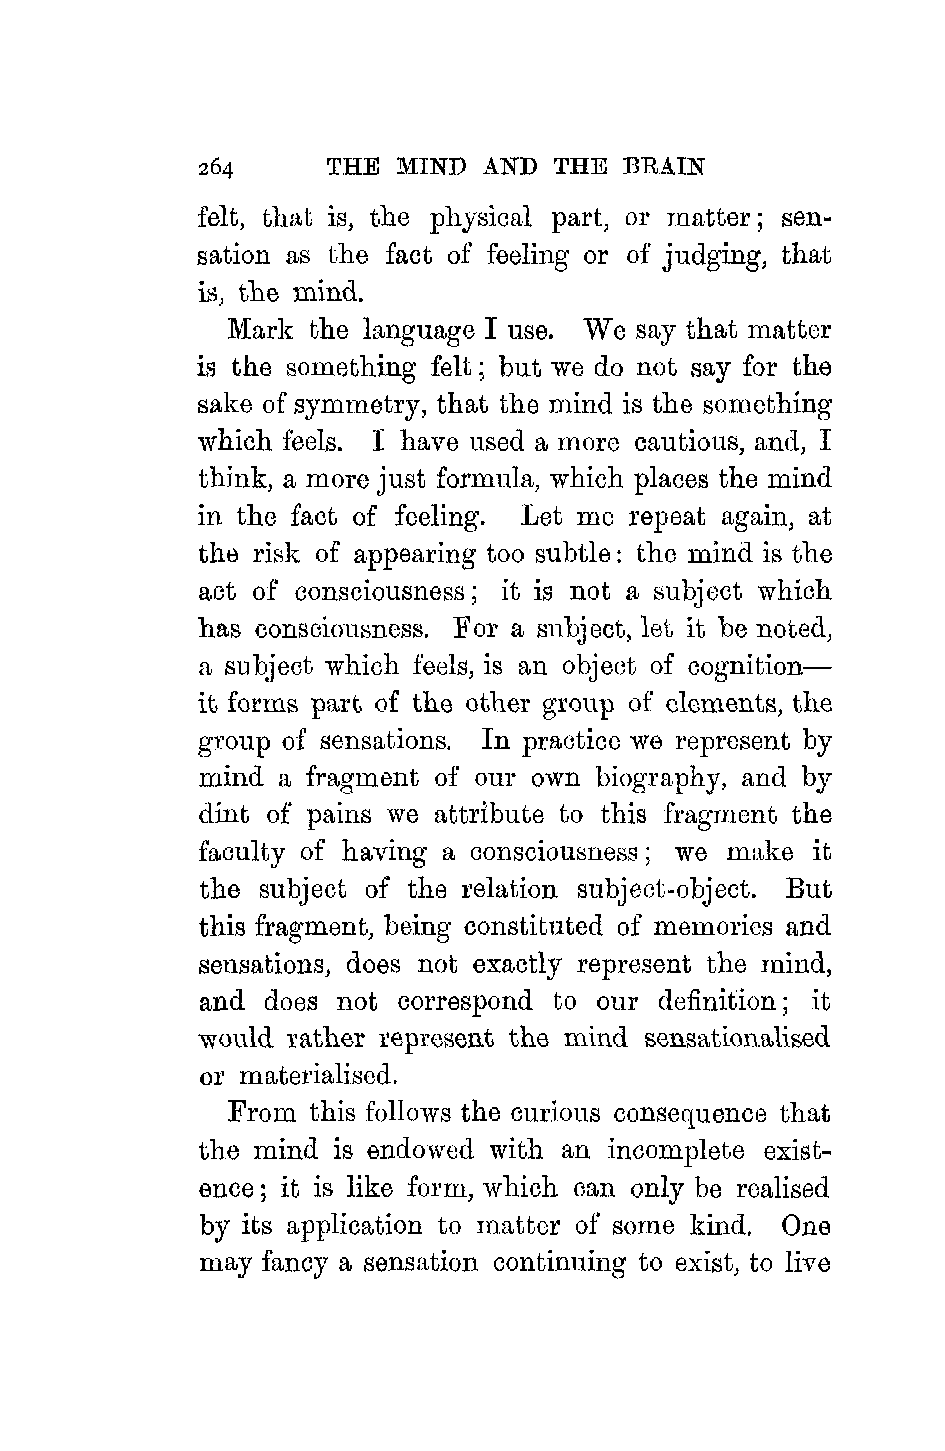 264 THE MIND AND THE BRAIN
felt, that is, the physical part, or matter; sen-
sation as the fact of feeling or of judging, that
is, the mind.
Mark the language I use. We say that matter
is the something felt; but we do not say for the
sake of symmetry, that the mind is the something
which feels. I have used a more cautious, and, I
think, a more just formula, which places the mind
in the fact of feeling. Let me repeat again, at
the risk of appearing too subtle: the mind is the
act of consciousness; it is not a subject which
has consciousness. For a subject, let it be noted,
a subject which feels, is an object of cognition—
it forms part of the other group of elements, the
group of sensations. In practice we represent by
mind a fragment of our own biography, and by
dint of pains we attribute to this fragment the
faculty of having a consciousness; we make it
the subject of the relation subject-object. But
this fragment, being constituted of memories and
sensations, does not exactly represent the mind,
and does not correspond to our definition; it
would rather represent the mind sensationalised
or materialised.
From this follows the curious consequence that
the mind is endowed with an incomplete exist-
ence; it is like form, which can only be realised
by its application to matter of some kind. One
may fancy a sensation continuing to exist, to live